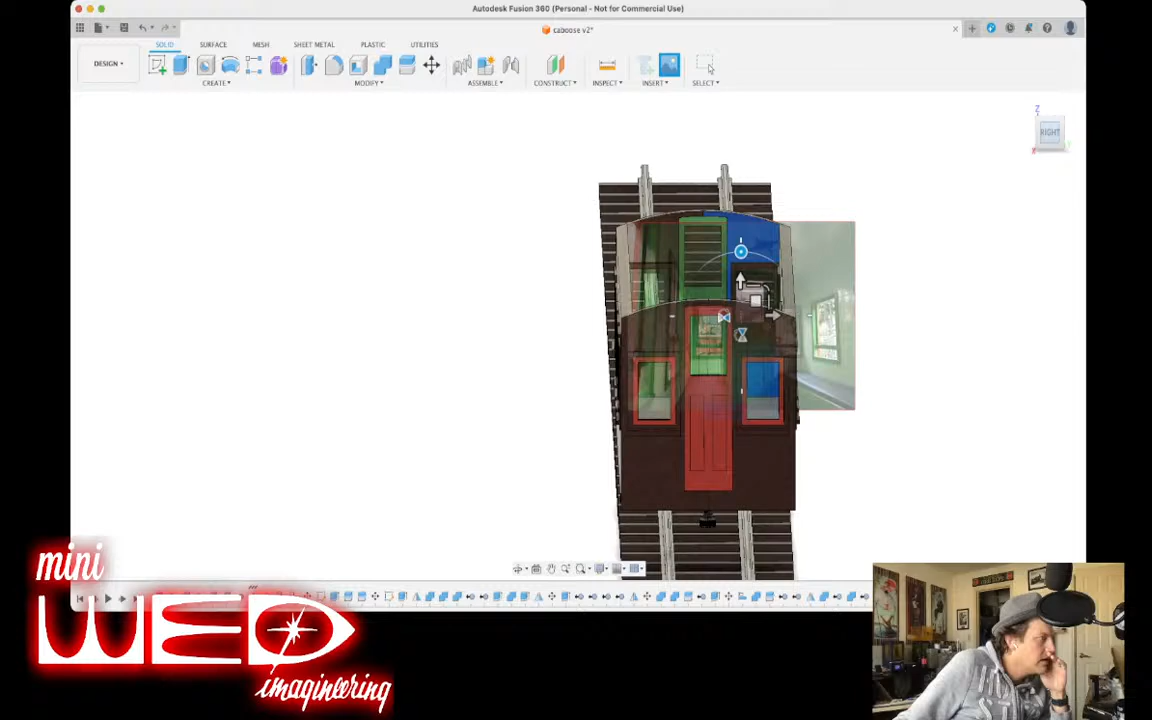 Autodesk Fusion 360 (Personal - Not for Commercial Use)
caboose v2*
SOLID SURFACE MESH SHEET METAL PLASTIC UTILITIES
DESIGN
CREATE MODIFY ASSEMBLE CONSTRUCT INSPECT INSERT SELECT
Z
RIGHT
mini
WED
imagineering